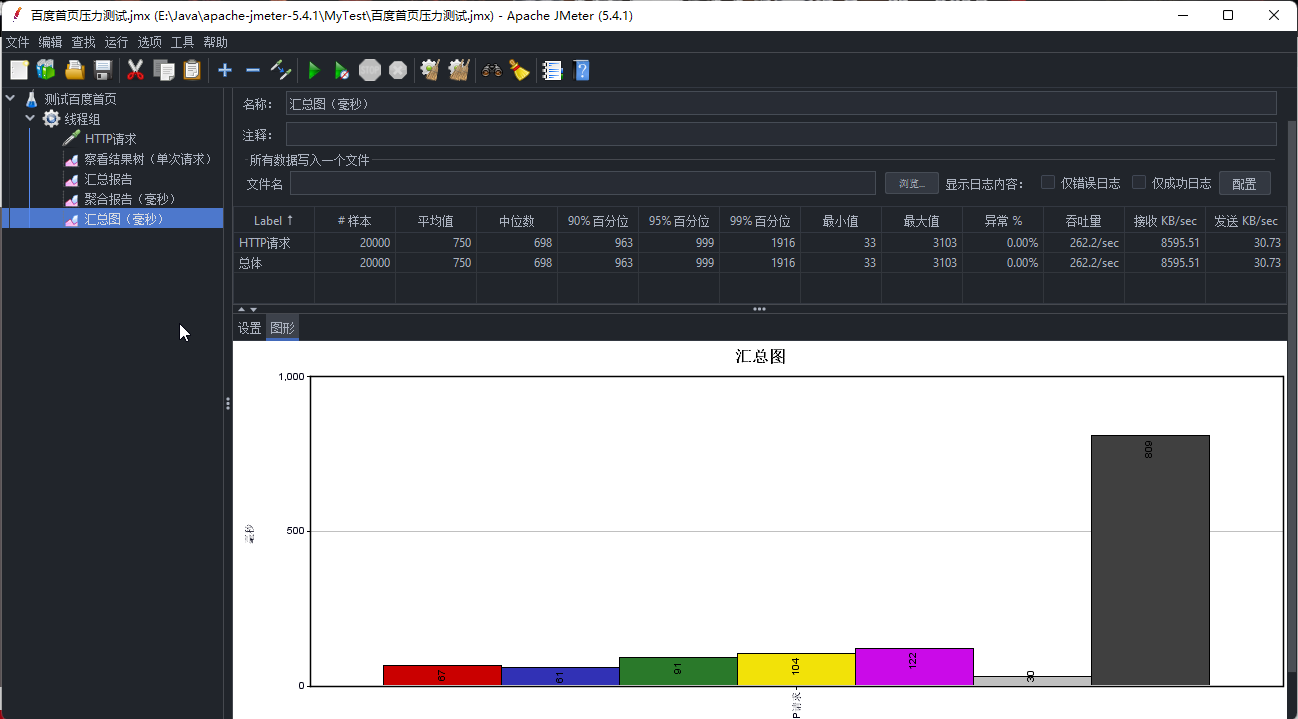 百度首页压力测试.jmx (E:\Java\apache-jmeter-5.4.1\MyTest\百度首页压力测试.jmx) - Apache JMeter (5.4.1)
文件 编辑 查找 运行 选项 工具 帮助
STOP
测试百度首页
线程组
HTTP请求
察看结果树（单次请求）
汇总报告
聚合报告（毫秒）
汇总图（毫秒）
名称： 汇总图（毫秒）
注释：
所有数据写入一个文件
文件名 浏览... 显示日志内容： 仅错误日志 仅成功日志 配置
Label ↑ # 样本 平均值 中位数 90% 百分位 95% 百分位 99% 百分位 最小值 最大值 异常 % 吞吐量 接收 KB/sec 发送 KB/sec
HTTP请求 20000 750 698 963 999 1916 33 3103 0.00% 262.2/sec 8595.51 30.73
总体 20000 750 698 963 999 1916 33 3103 0.00% 262.2/sec 8595.51 30.73
设置 图形
汇总图
1,000
500
0
毫秒
67 61 91 104 122 30 809
P请求